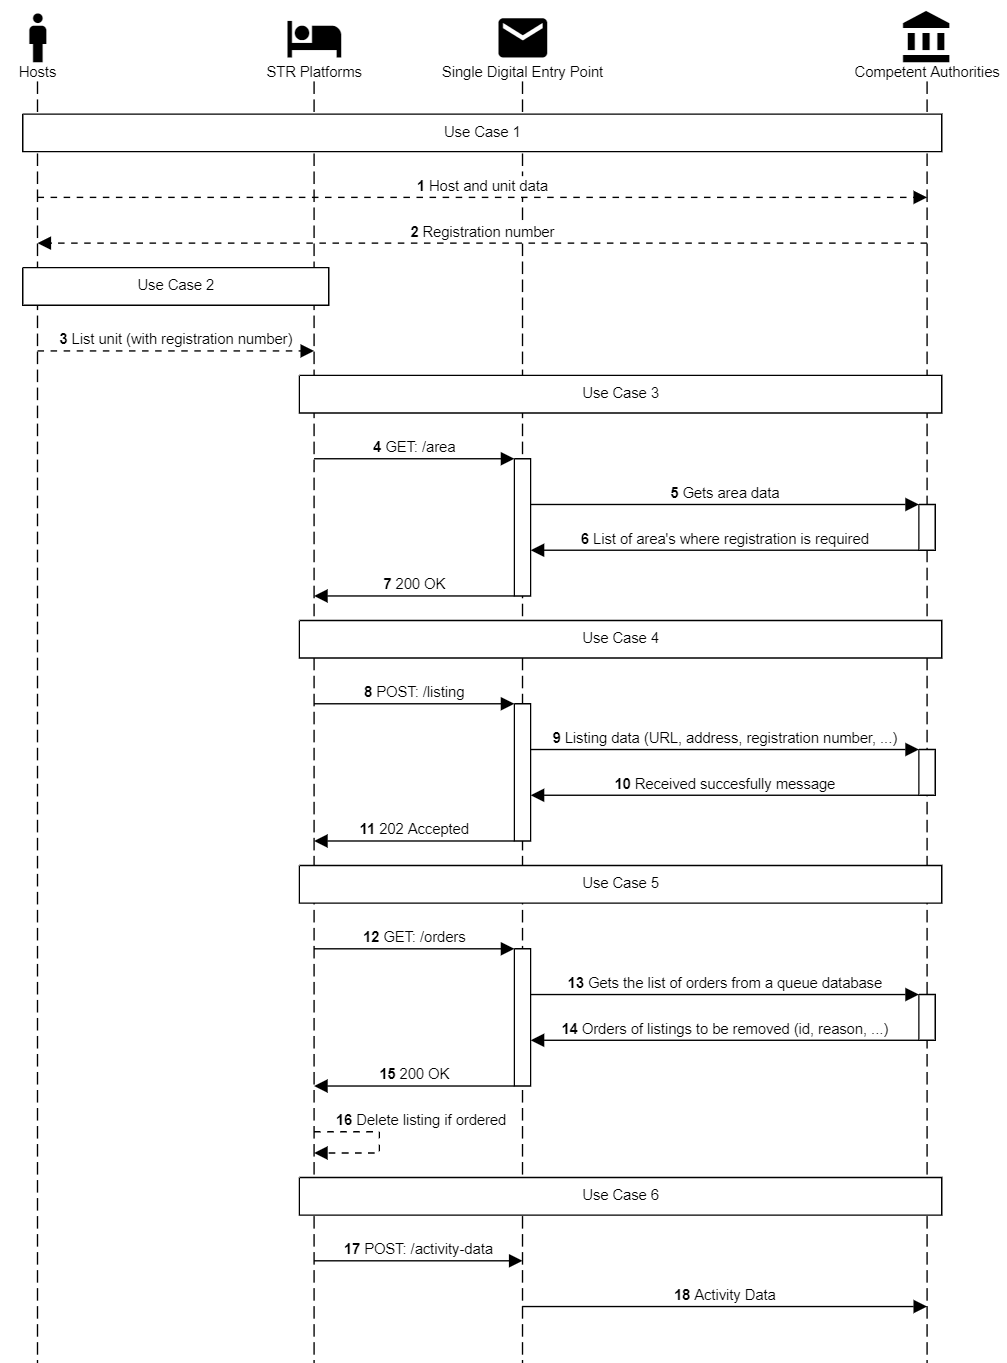 Hosts
STR Platforms
Single Digital Entry Point
Competent Authorities
Use Case 1
1 Host and unit data
2 Registration number
Use Case 2
3 List unit (with registration number)
Use Case 3
4 GET: /area
5 Gets area data
6 List of area's where registration is required
7 200 OK
Use Case 4
8 POST: /listing
9 Listing data (URL, address, registration number, ...)
10 Received succesfully message
11 202 Accepted
Use Case 5
12 GET: /orders
13 Gets the list of orders from a queue database
14 Orders of listings to be removed (id, reason, ...)
15 200 OK
16 Delete listing if ordered
Use Case 6
17 POST: /activity-data
18 Activity Data